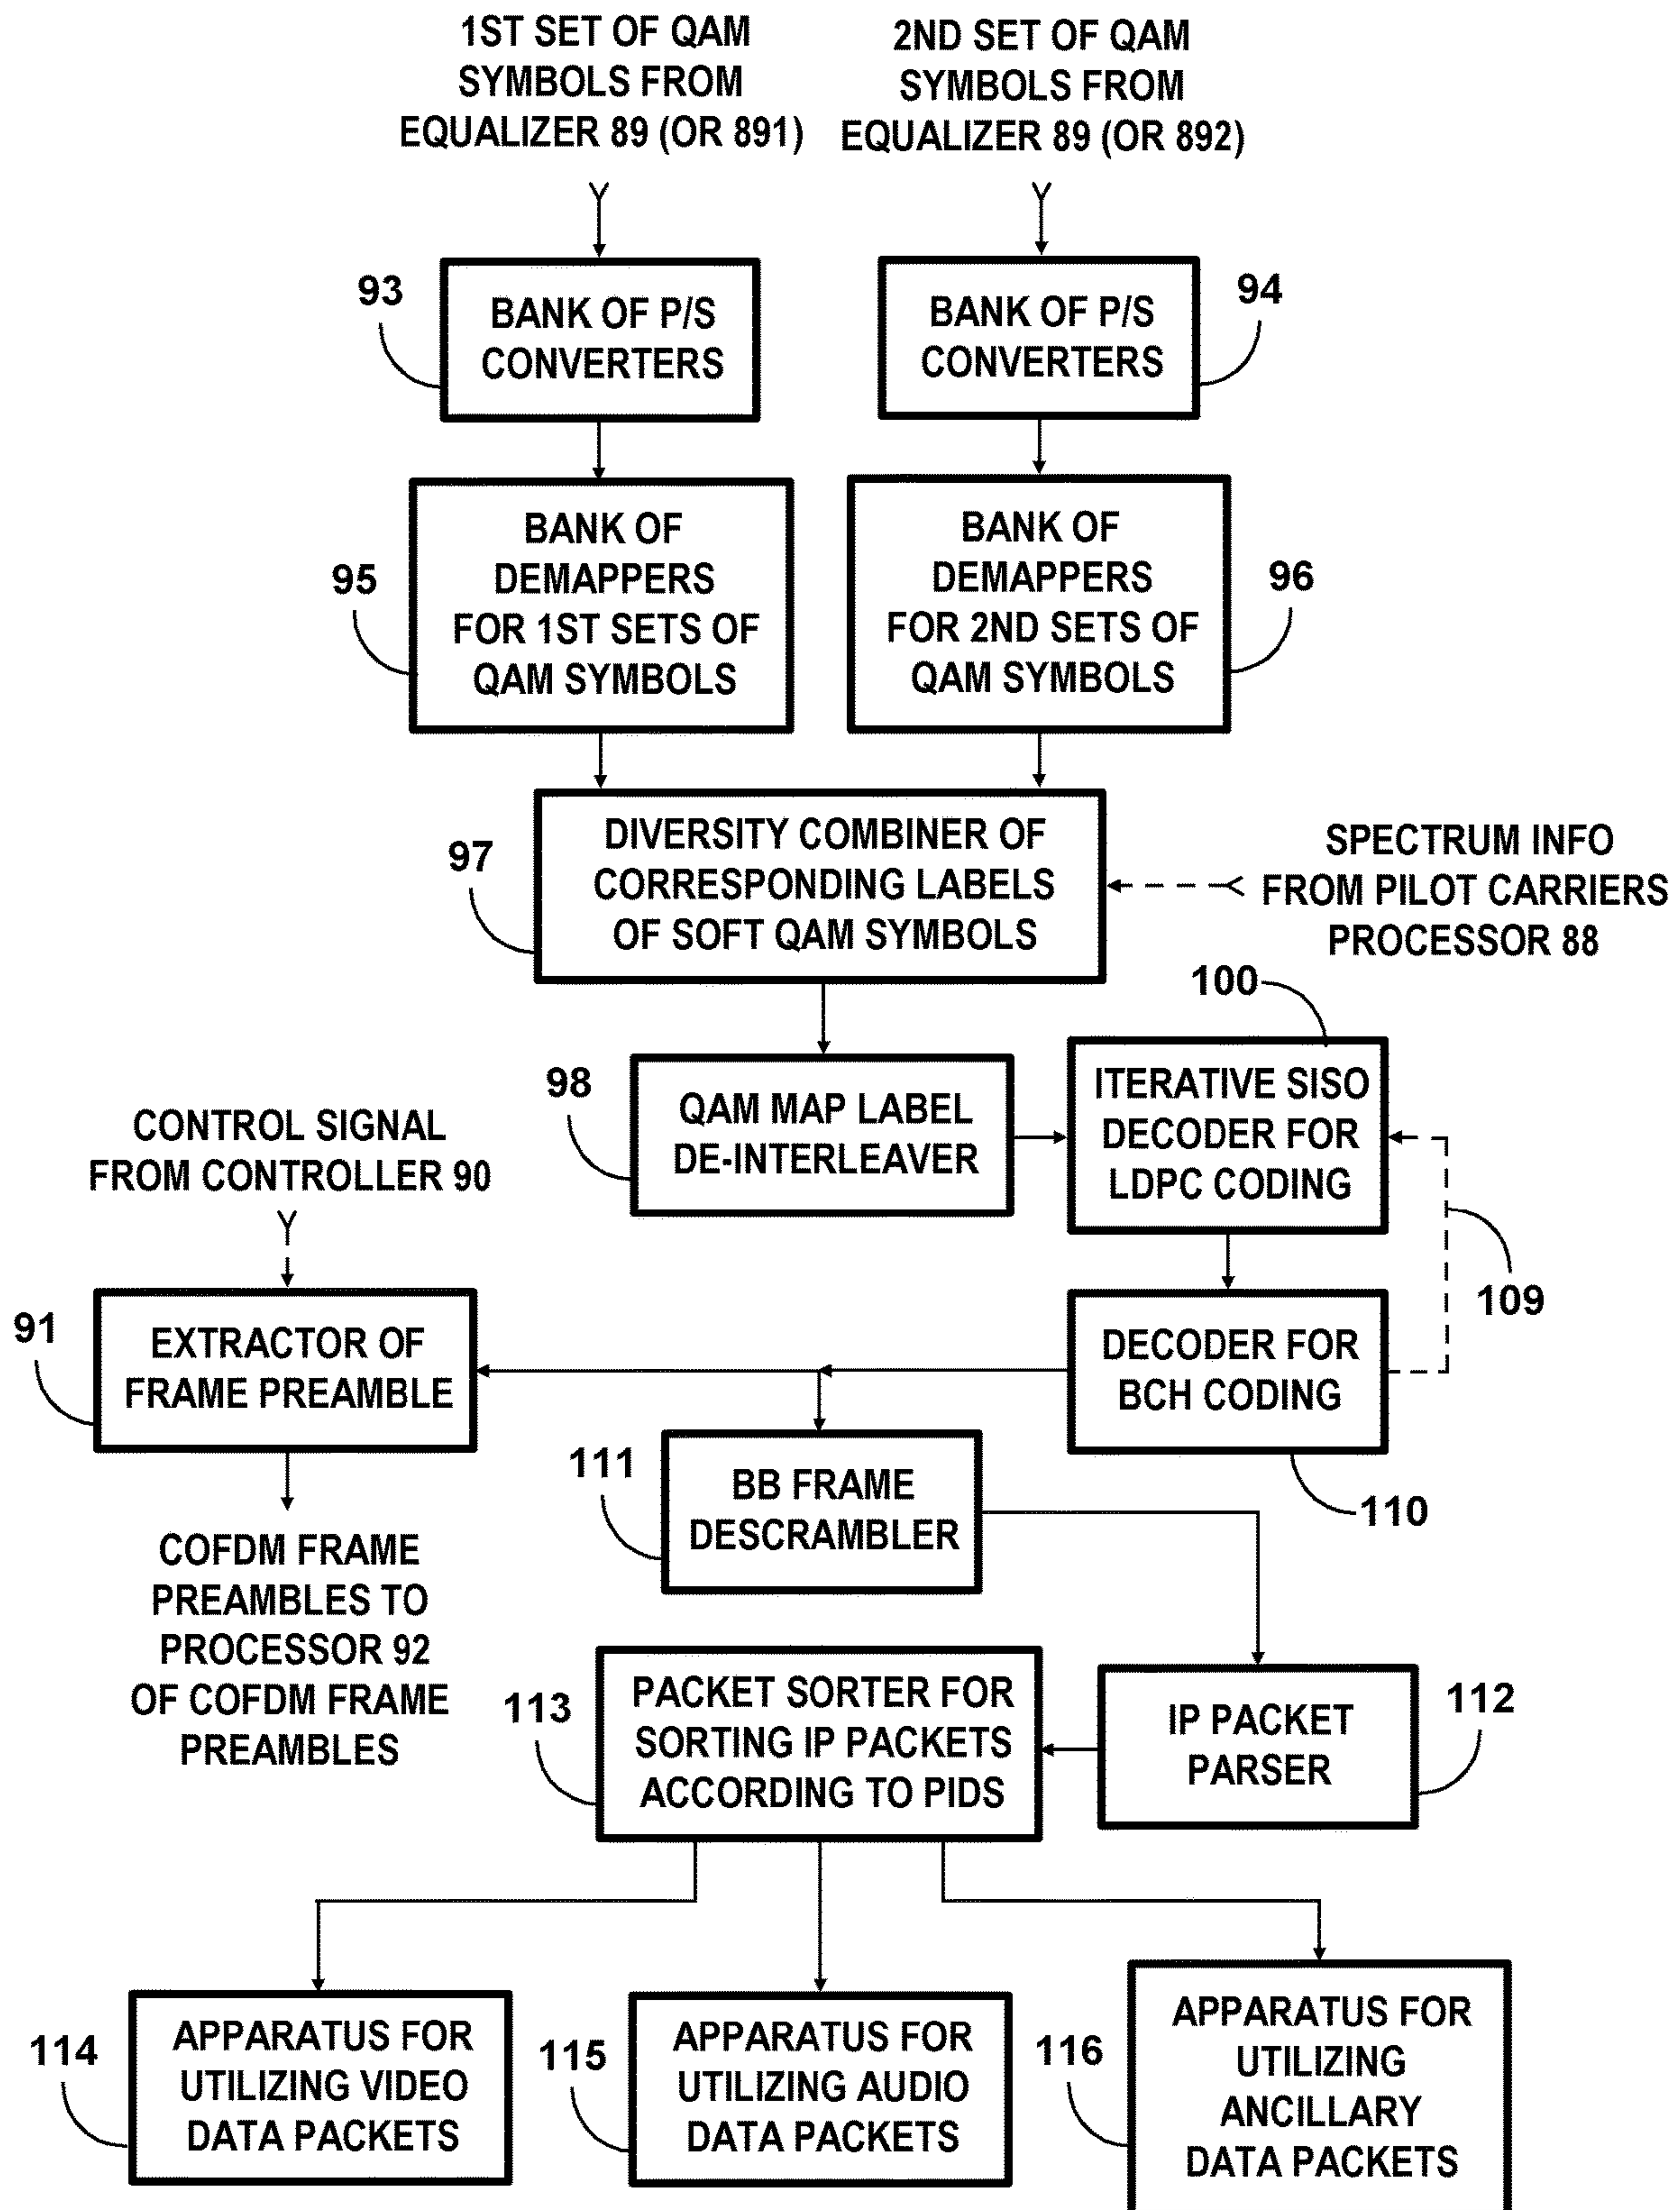 1ST SET OF QAM
SYMBOLS FROM
EQUALIZER 89 (OR 891)
2ND SET OF QAM
SYMBOLS FROM
EQUALIZER 89 (OR 892)
93
BANK OF P/S
CONVERTERS
BANK OF P/S
CONVERTERS
94
95
BANK OF
DEMAPPERS
FOR 1ST SETS OF
QAM SYMBOLS
BANK OF
DEMAPPERS
FOR 2ND SETS OF
QAM SYMBOLS
96
97
DIVERSITY COMBINER OF
CORRESPONDING LABELS
OF SOFT QAM SYMBOLS
SPECTRUM INFO
FROM PILOT CARRIERS
PROCESSOR 88
100
98
QAM MAP LABEL
DE-INTERLEAVER
ITERATIVE SISO
DECODER FOR
LDPC CODING
CONTROL SIGNAL
FROM CONTROLLER 90
109
91
EXTRACTOR OF
FRAME PREAMBLE
DECODER FOR
BCH CODING
110
111
BB FRAME
DESCRAMBLER
COFDM FRAME
PREAMBLES TO
PROCESSOR 92
OF COFDM FRAME
PREAMBLES
113
PACKET SORTER FOR
SORTING IP PACKETS
ACCORDING TO PIDS
IP PACKET
PARSER
112
114
APPARATUS FOR
UTILIZING VIDEO
DATA PACKETS
115
APPARATUS FOR
UTILIZING AUDIO
DATA PACKETS
116
APPARATUS FOR
UTILIZING
ANCILLARY
DATA PACKETS